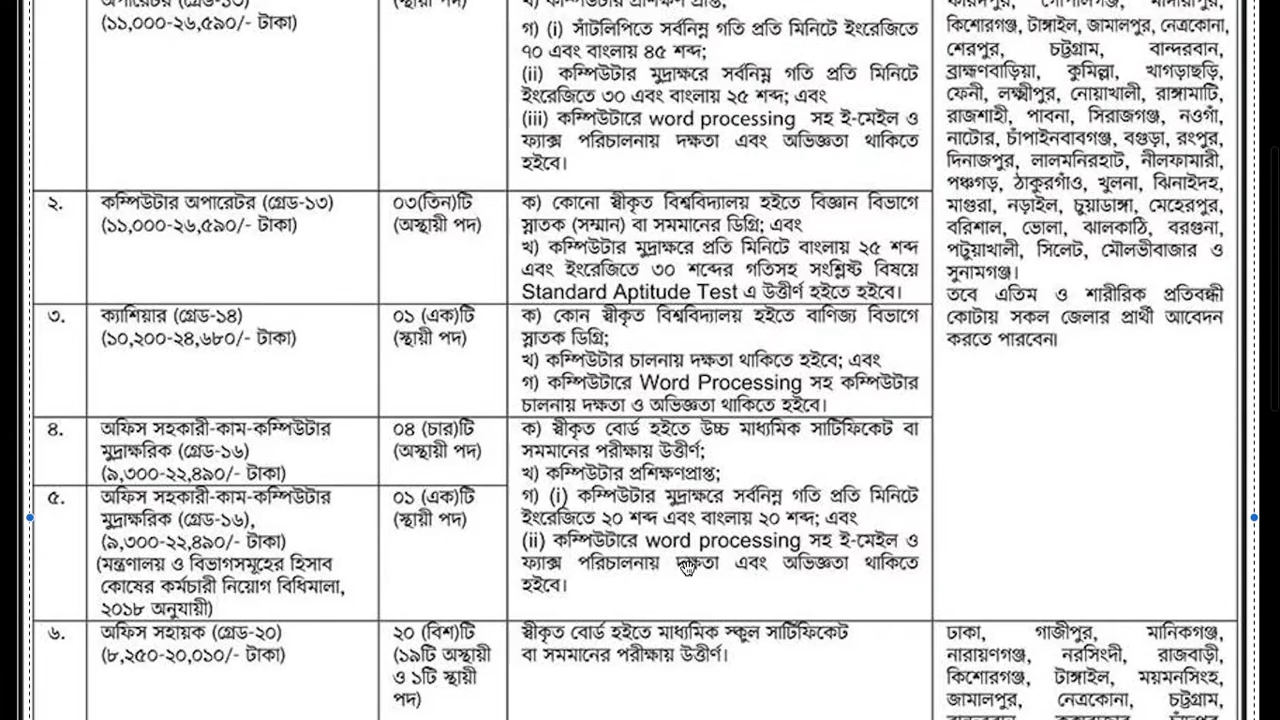 (১১,০০০-২৬,৫৯০/- টাকা)
(স্থায়ী পদ)
গ) (i) সাঁটলিপিতে সর্বনিম্ন গতি প্রতি মিনিটে ইংরেজিতে
৭০ এবং বাংলায় ৪৫ শব্দ;
(ii) কম্পিউটার মুদ্রাক্ষরে সর্বনিম্ন গতি প্রতি মিনিটে
ইংরেজিতে ৩০ এবং বাংলায় ২৫ শব্দ; এবং
(iii) কম্পিউটারে word processing সহ ই-মেইল ও
ফ্যাক্স পরিচালনায় দক্ষতা এবং অভিজ্ঞতা থাকিতে
হইবে।
কিশোরগঞ্জ, টাঙ্গাইল, জামালপুর, নেত্রকোনা,
শেরপুর, চট্টগ্রাম, বান্দরবান,
ব্রাহ্মণবাড়িয়া, কুমিল্লা, খাগড়াছড়ি,
ফেনী, লক্ষ্মীপুর, নোয়াখালী, রাঙ্গামাটি,
রাজশাহী, পাবনা, সিরাজগঞ্জ, নওগাঁ,
নাটোর, চাঁপাইনবাবগঞ্জ, বগুড়া, রংপুর,
দিনাজপুর, লালমনিরহাট, নীলফামারী,
পঞ্চগড়, ঠাকুরগাঁও, খুলনা, ঝিনাইদহ,
মাগুরা, নড়াইল, চুয়াডাঙ্গা, মেহেরপুর,
বরিশাল, ভোলা, ঝালকাঠি, বরগুনা,
পটুয়াখালী, সিলেট, মৌলভীবাজার ও
সুনামগঞ্জ।
তবে এতিম ও শারীরিক প্রতিবন্ধী
কোটায় সকল জেলার প্রার্থী আবেদন
করতে পারবেন।
২.
কম্পিউটার অপারেটর (গ্রেড-১৩)
(১১,০০০-২৬,৫৯০/- টাকা)
০৩(তিন)টি
(অস্থায়ী পদ)
ক) কোনো স্বীকৃত বিশ্ববিদ্যালয় হইতে বিজ্ঞান বিভাগে
স্নাতক (সম্মান) বা সমমানের ডিগ্রি; এবং
খ) কম্পিউটার মুদ্রাক্ষরে প্রতি মিনিটে বাংলায় ২৫ শব্দ
এবং ইংরেজিতে ৩০ শব্দের গতিসহ সংশ্লিষ্ট বিষয়ে
Standard Aptitude Test এ উত্তীর্ণ হইতে হইবে।
৩.
ক্যাশিয়ার (গ্রেড-১৪)
(১০,২০০-২৪,৬৮০/- টাকা)
০১ (এক)টি
(স্থায়ী পদ)
ক) কোন স্বীকৃত বিশ্ববিদ্যালয় হইতে বাণিজ্য বিভাগে
স্নাতক ডিগ্রি;
খ) কম্পিউটার চালনায় দক্ষতা থাকিতে হইবে; এবং
গ) কম্পিউটারে Word Processing সহ কম্পিউটার
চালনায় দক্ষতা ও অভিজ্ঞতা থাকিতে হইবে।
৪.
অফিস সহকারী-কাম-কম্পিউটার
মুদ্রাক্ষরিক (গ্রেড-১৬)
(৯,৩০০-২২,৪৯০/- টাকা)
০৪ (চার)টি
(অস্থায়ী পদ)
ক) স্বীকৃত বোর্ড হইতে উচ্চ মাধ্যমিক সার্টিফিকেট বা
সমমানের পরীক্ষায় উত্তীর্ণ;
খ) কম্পিউটার প্রশিক্ষণপ্রাপ্ত;
গ) (i) কম্পিউটার মুদ্রাক্ষরে সর্বনিম্ন গতি প্রতি মিনিটে
ইংরেজিতে ২০ শব্দ এবং বাংলায় ২০ শব্দ; এবং
(ii) কম্পিউটারে word processing সহ ই-মেইল ও
ফ্যাক্স পরিচালনায় দক্ষতা এবং অভিজ্ঞতা থাকিতে
হইবে।
৫.
অফিস সহকারী-কাম-কম্পিউটার
মুদ্রাক্ষরিক (গ্রেড-১৬),
(৯,৩০০-২২,৪৯০/- টাকা)
(মন্ত্রণালয় ও বিভাগসমূহের হিসাব
কোষের কর্মচারী নিয়োগ বিধিমালা,
২০১৮ অনুযায়ী)
০১ (এক)টি
(স্থায়ী পদ)
৬.
অফিস সহায়ক (গ্রেড-২০)
(৮,২৫০-২০,০১০/- টাকা)
২০ (বিশ)টি
(১৯টি অস্থায়ী
ও ১টি স্থায়ী
পদ)
স্বীকৃত বোর্ড হইতে মাধ্যমিক স্কুল সার্টিফিকেট
বা সমমানের পরীক্ষায় উত্তীর্ণ।
ঢাকা, গাজীপুর, মানিকগঞ্জ,
নারায়ণগঞ্জ, নরসিংদী, রাজবাড়ী,
কিশোরগঞ্জ, টাঙ্গাইল, ময়মনসিংহ,
জামালপুর, নেত্রকোনা, চট্টগ্রাম,